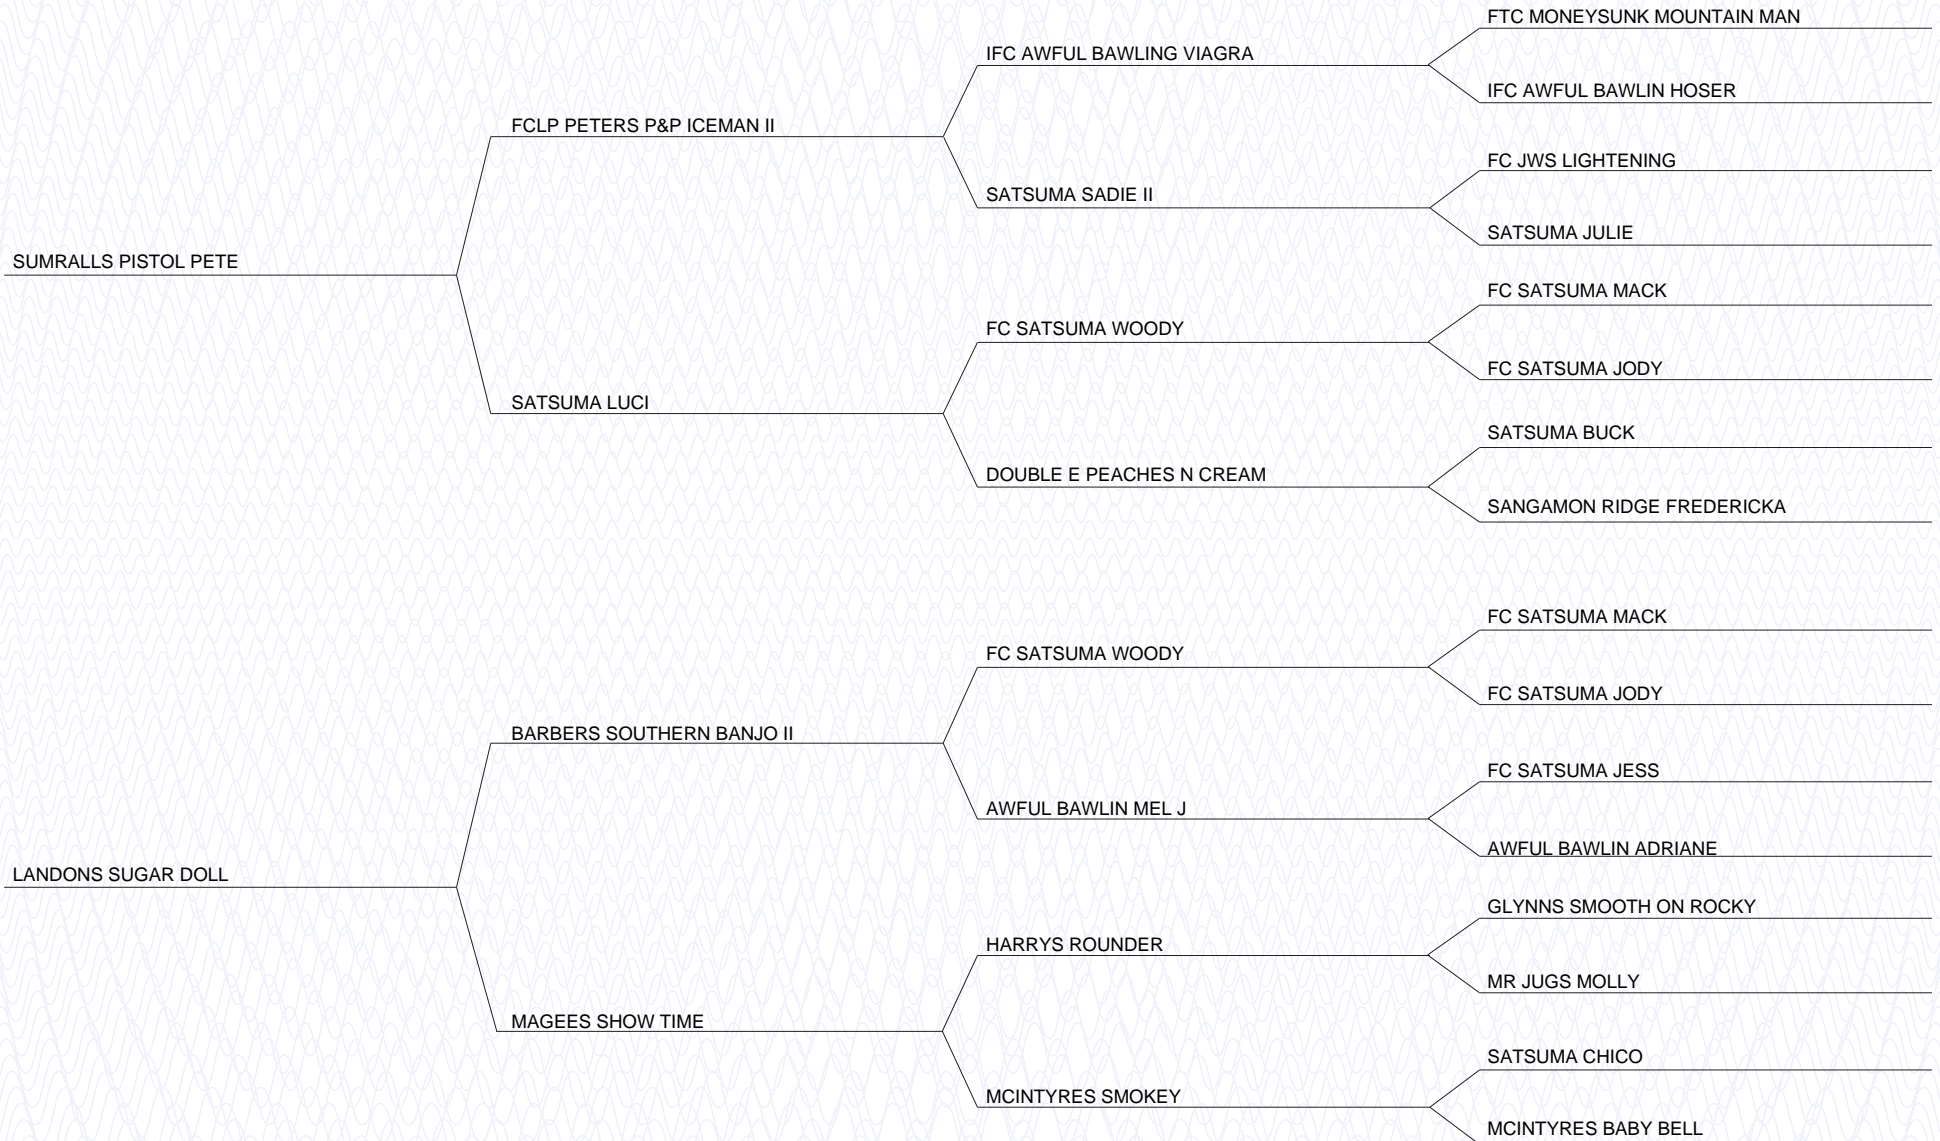 FTC MONEYSUNK MOUNTAIN MAN
IFC AWFUL BAWLING VIAGRA
IFC AWFUL BAWLIN HOSER
FCLP PETERS P&P ICEMAN II
FC JWS LIGHTENING
SATSUMA SADIE II
SATSUMA JULIE
SUMRALLS PISTOL PETE
FC SATSUMA MACK
FC SATSUMA WOODY
FC SATSUMA JODY
SATSUMA LUCI
SATSUMA BUCK
DOUBLE E PEACHES N CREAM
SANGAMON RIDGE FREDERICKA
FC SATSUMA MACK
FC SATSUMA WOODY
FC SATSUMA JODY
BARBERS SOUTHERN BANJO II
FC SATSUMA JESS
AWFUL BAWLIN MEL J
AWFUL BAWLIN ADRIANE
LANDONS SUGAR DOLL
GLYNNS SMOOTH ON ROCKY
HARRYS ROUNDER
MR JUGS MOLLY
MAGEES SHOW TIME
SATSUMA CHICO
MCINTYRES SMOKEY
MCINTYRES BABY BELL